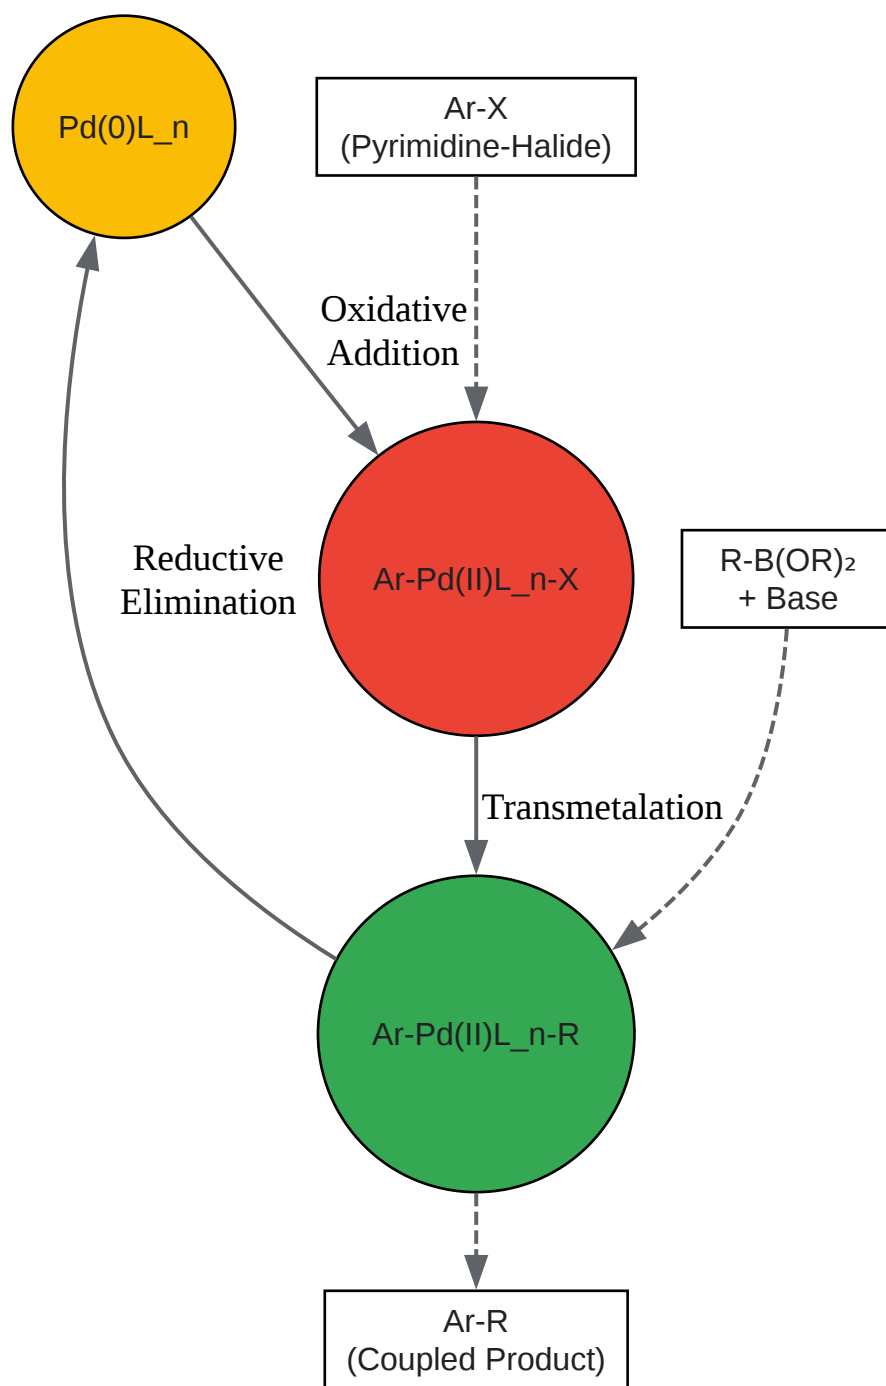 Pd(0)L_n
Ar-X
(Pyrimidine-Halide)
Oxidative
Addition
Reductive
Elimination
Ar-Pd(II)L_n-X
R-B(OR)₂
+ Base
Transmetalation
Ar-Pd(II)L_n-R
Ar-R
(Coupled Product)